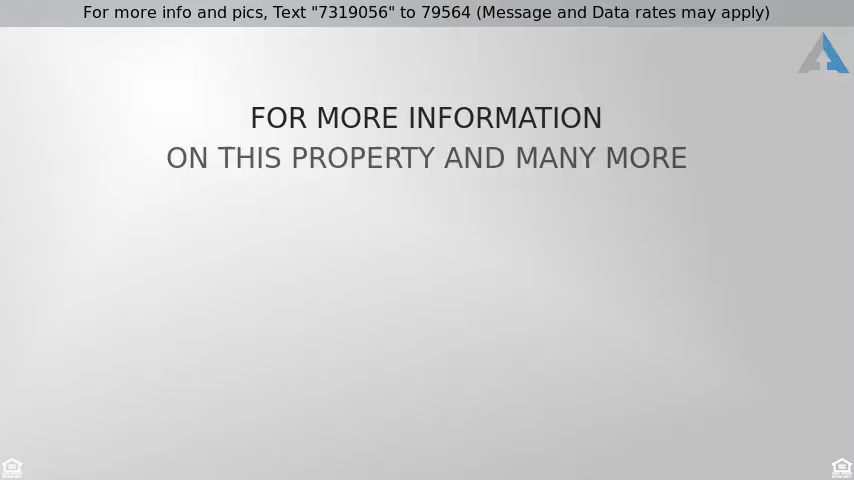 For more info and pics, Text "7319056" to 79564 (Message and Data rates may apply)
FOR MORE INFORMATION
ON THIS PROPERTY AND MANY MORE